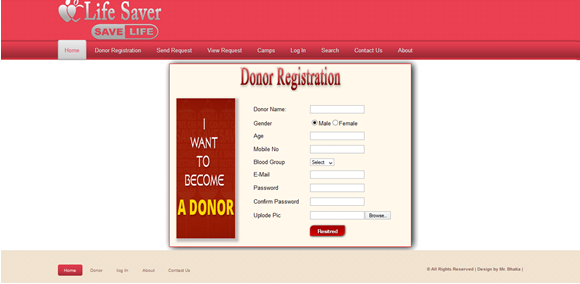 Life Saver
SAVE LIFE
Home Donor Registration Send Request View Request Camps Log In Search Contact Us About
Donor Registration
I
WANT
TO
BECOME
A DONOR
Donor Name:
Gender Male Female
Age
Mobile No
Blood Group Select
E-Mail
Password
Confirm Password
Uplode Pic Browse..
Home Donor log In About Contact Us
© All Rights Reserved | Design by Mr. Bhatia |